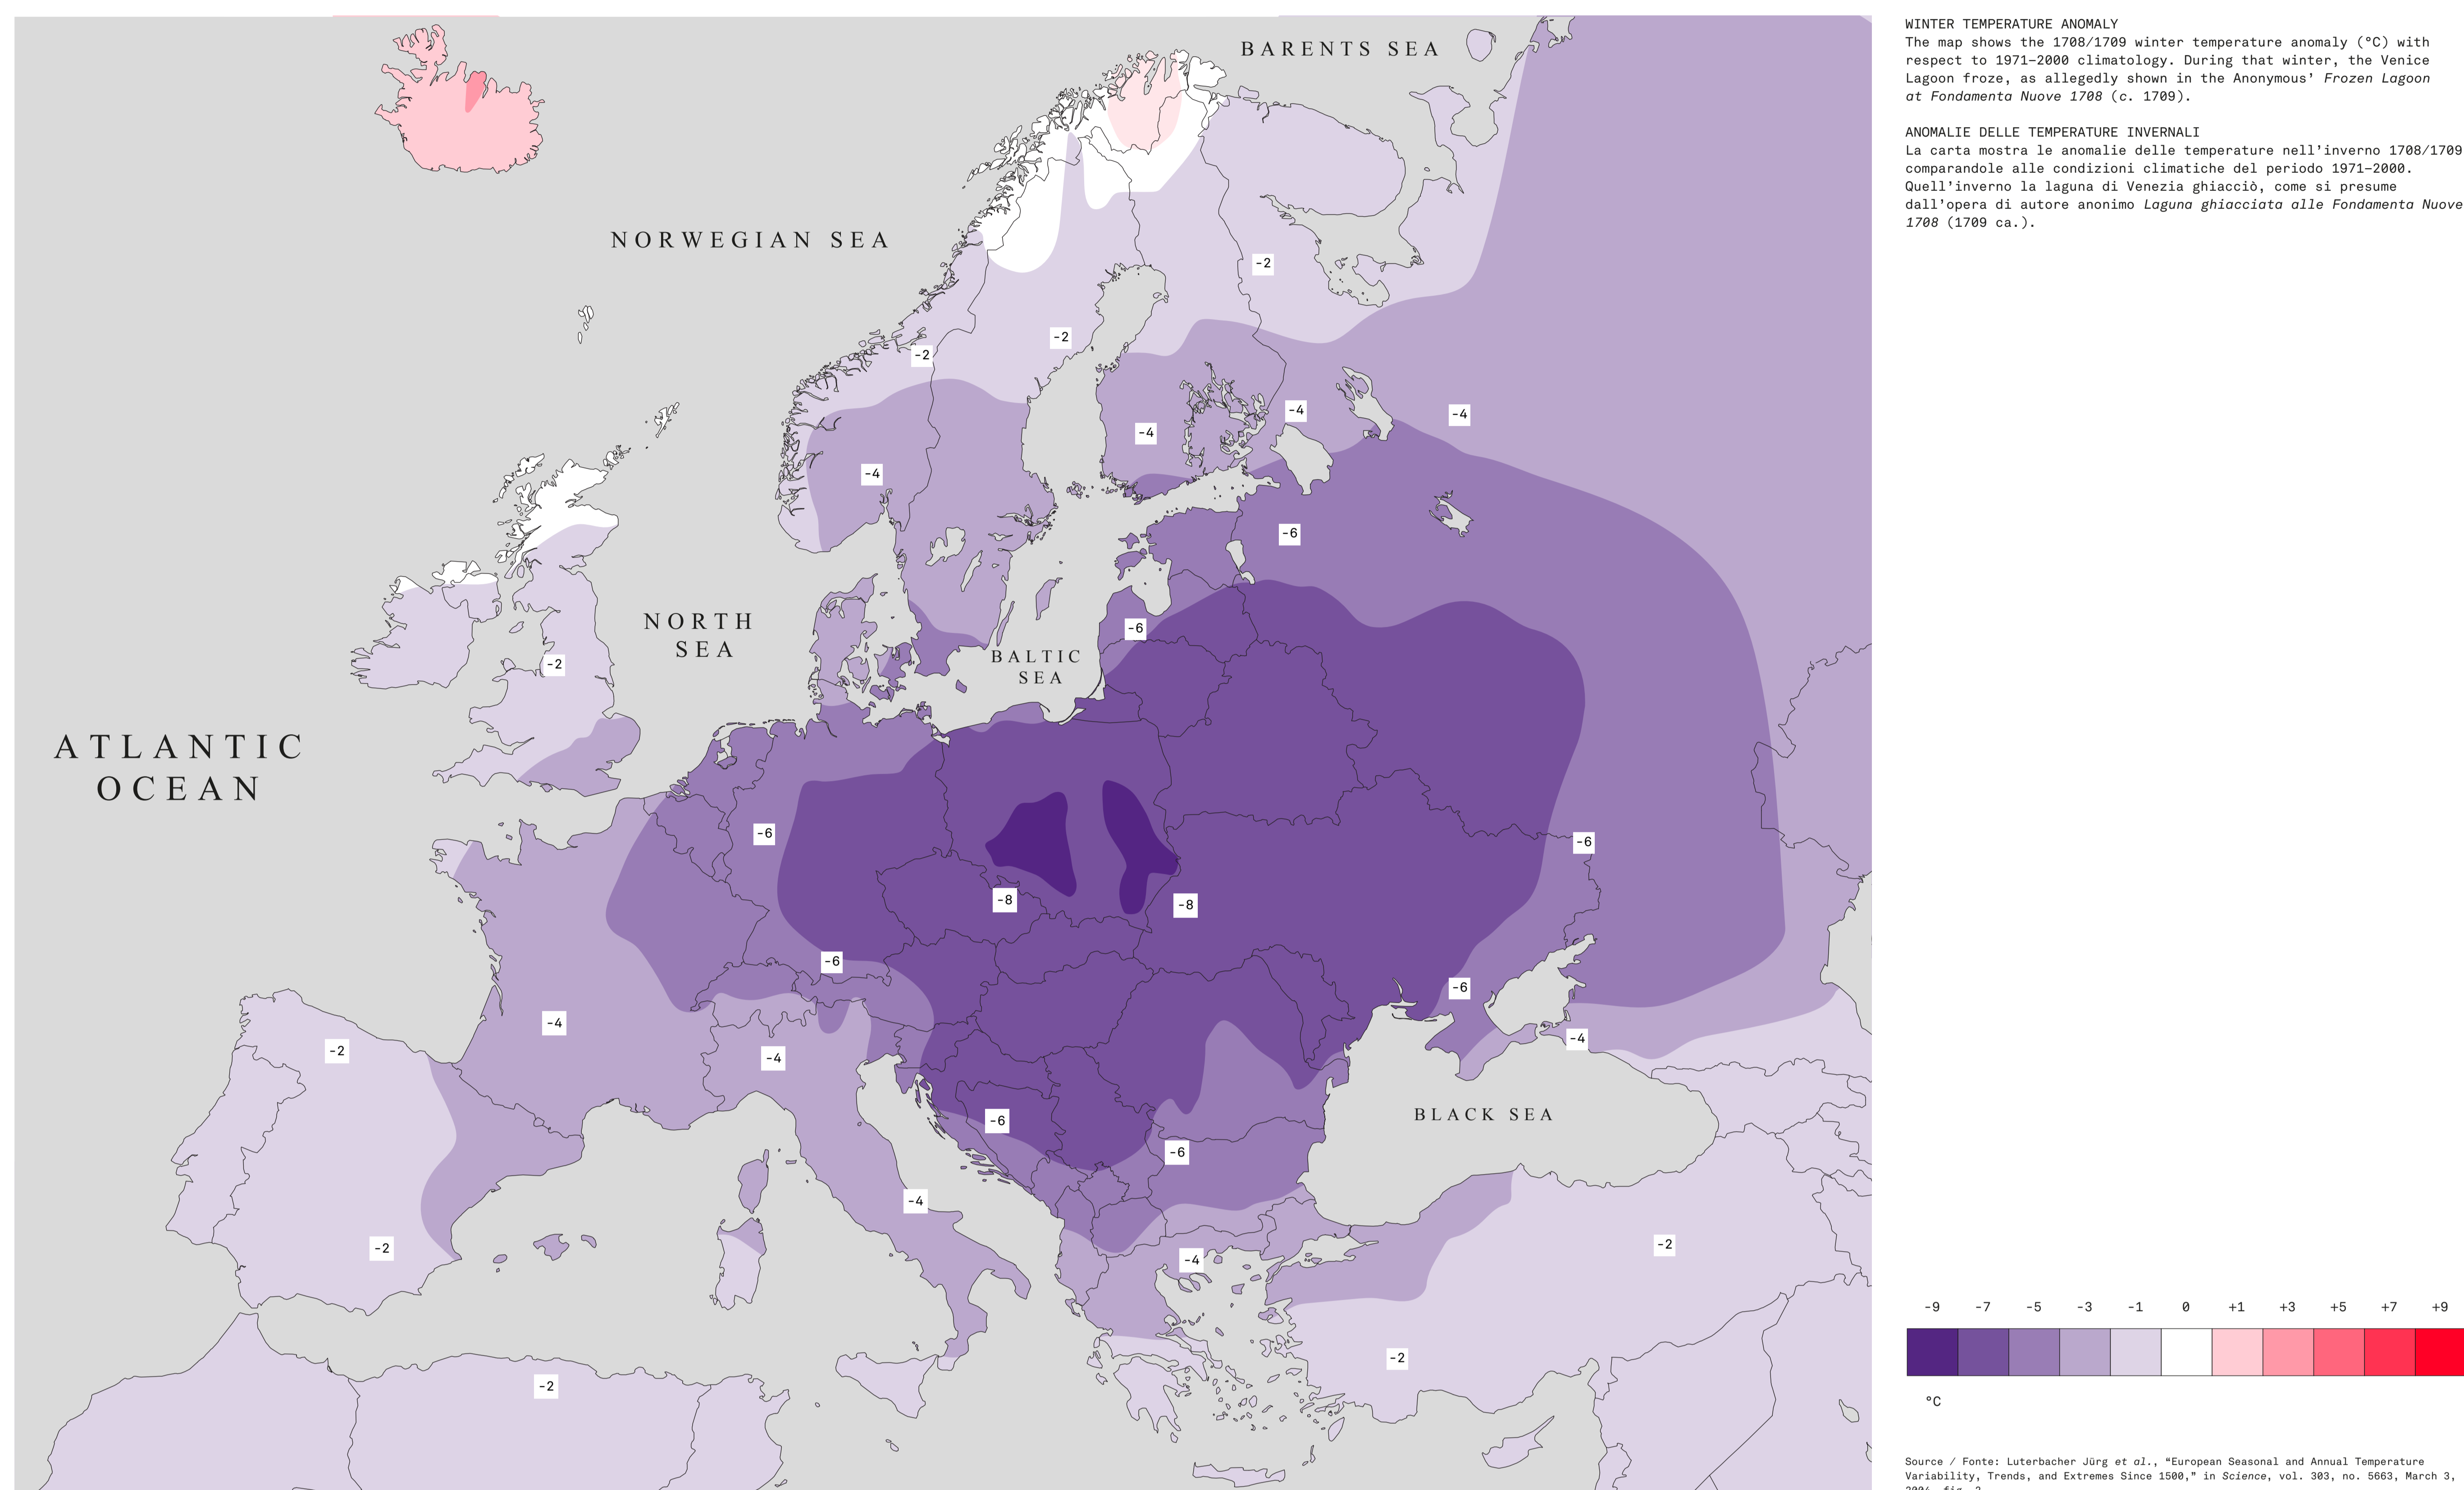 WINTER TEMPERATURE ANOMALY
The map shows the 1708/1709 winter temperature anomaly (°C) with
respect to 1971–2000 climatology. During that winter, the Venice
Lagoon froze, as allegedly shown in the Anonymous' Frozen Lagoon
at Fondamenta Nuove 1708 (c. 1709).
ANOMALIE DELLE TEMPERATURE INVERNALI
La carta mostra le anomalie delle temperature nell'inverno 1708/1709
comparandole alle condizioni climatiche del periodo 1971–2000.
Quell'inverno la laguna di Venezia ghiacciò, come si presume
dall'opera di autore anonimo Laguna ghiacciata alle Fondamenta Nuove
1708 (1709 ca.).
BARENTS SEA
NORWEGIAN SEA
-2
-2
-2
-4
-4
-4
-4
-6
NORTH
SEA
-6
BALTIC
SEA
-2
ATLANTIC
OCEAN
-6
-6
-8
-8
-6
-6
-4
-4
-2
-4
BLACK SEA
-6
-6
-4
-2
-2
-4
-2
-2
-9 -7 -5 -3 -1 0 +1 +3 +5 +7 +9
°C
Source / Fonte: Luterbacher Jürg et al., “European Seasonal and Annual Temperature
Variability, Trends, and Extremes Since 1500,” in Science, vol. 303, no. 5663, March 3,
2004, fig. 2